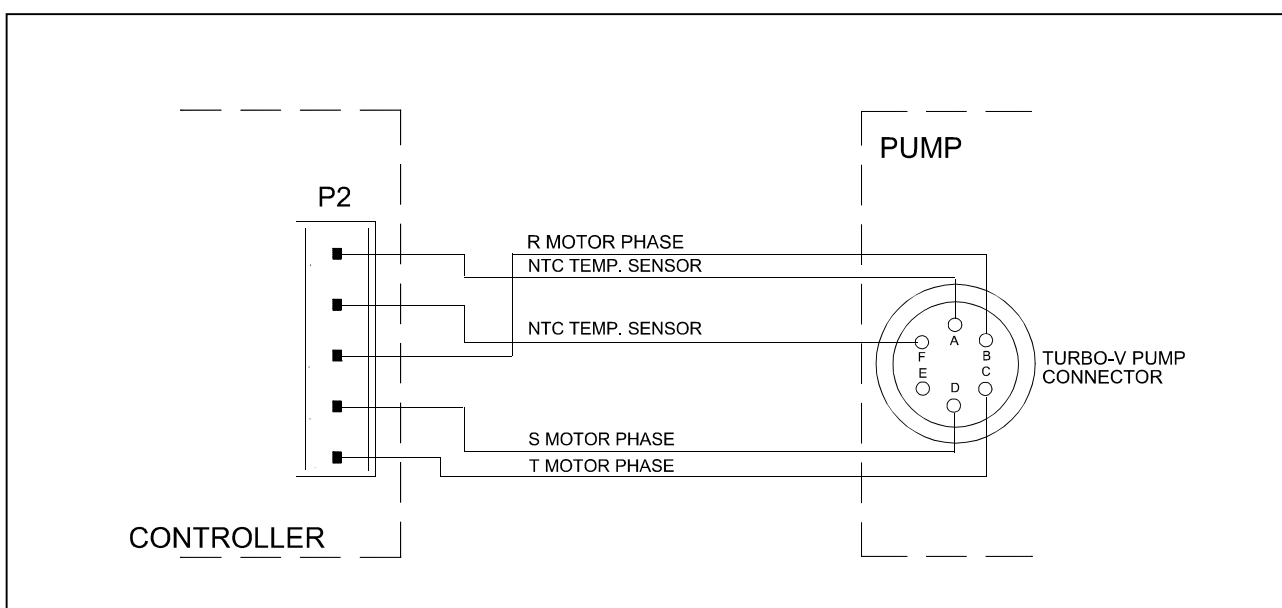 PUMP
P2
R MOTOR PHASE
NTC TEMP. SENSOR
NTC TEMP. SENSOR
A
B
F
C
E
D
TURBO-V PUMP
CONNECTOR
S MOTOR PHASE
T MOTOR PHASE
CONTROLLER